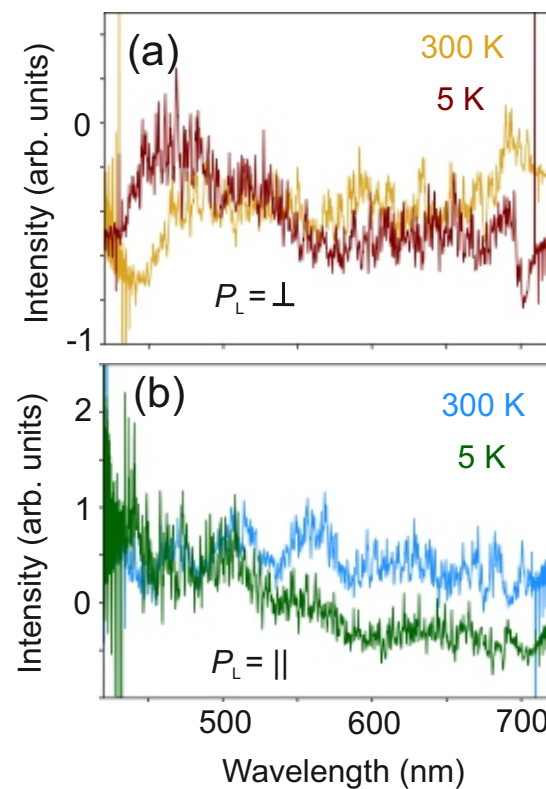 (a)
300 K
5 K
0
-1
Intensity (arb. units)
P_L = ⊥
(b)
300 K
5 K
2
1
0
Intensity (arb. units)
P_L = ||
500
600
700
Wavelength (nm)